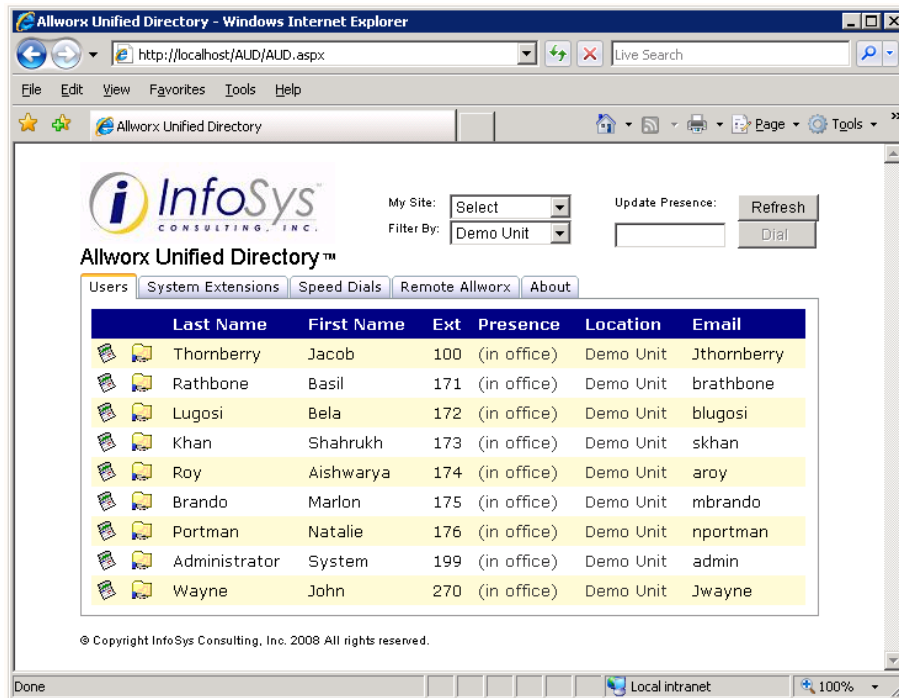 Allworx Unified Directory - Windows Internet Explorer
http://localhost/AUD/AUD.aspx
Live Search
File Edit View Favorites Tools Help
Allworx Unified Directory
Page Tools »
i InfoSys™
CONSULTING, INC.
My Site: Select
Filter By: Demo Unit
Update Presence: Refresh
Dial
Allworx Unified Directory ™
Users System Extensions Speed Dials Remote Allworx About
Last Name First Name Ext Presence Location Email
Thornberry Jacob 100 (in office) Demo Unit Jthornberry
Rathbone Basil 171 (in office) Demo Unit brathbone
Lugosi Bela 172 (in office) Demo Unit blugosi
Khan Shahrukh 173 (in office) Demo Unit skhan
Roy Aishwarya 174 (in office) Demo Unit aroy
Brando Marlon 175 (in office) Demo Unit mbrando
Portman Natalie 176 (in office) Demo Unit nportman
Administrator System 199 (in office) Demo Unit admin
Wayne John 270 (in office) Demo Unit Jwayne
© Copyright InfoSys Consulting, Inc. 2008 All rights reserved.
Done Local intranet 100%